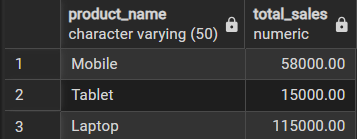 product_name total_sales
character varying (50) numeric
1 Mobile 58000.00
2 Tablet 15000.00
3 Laptop 115000.00